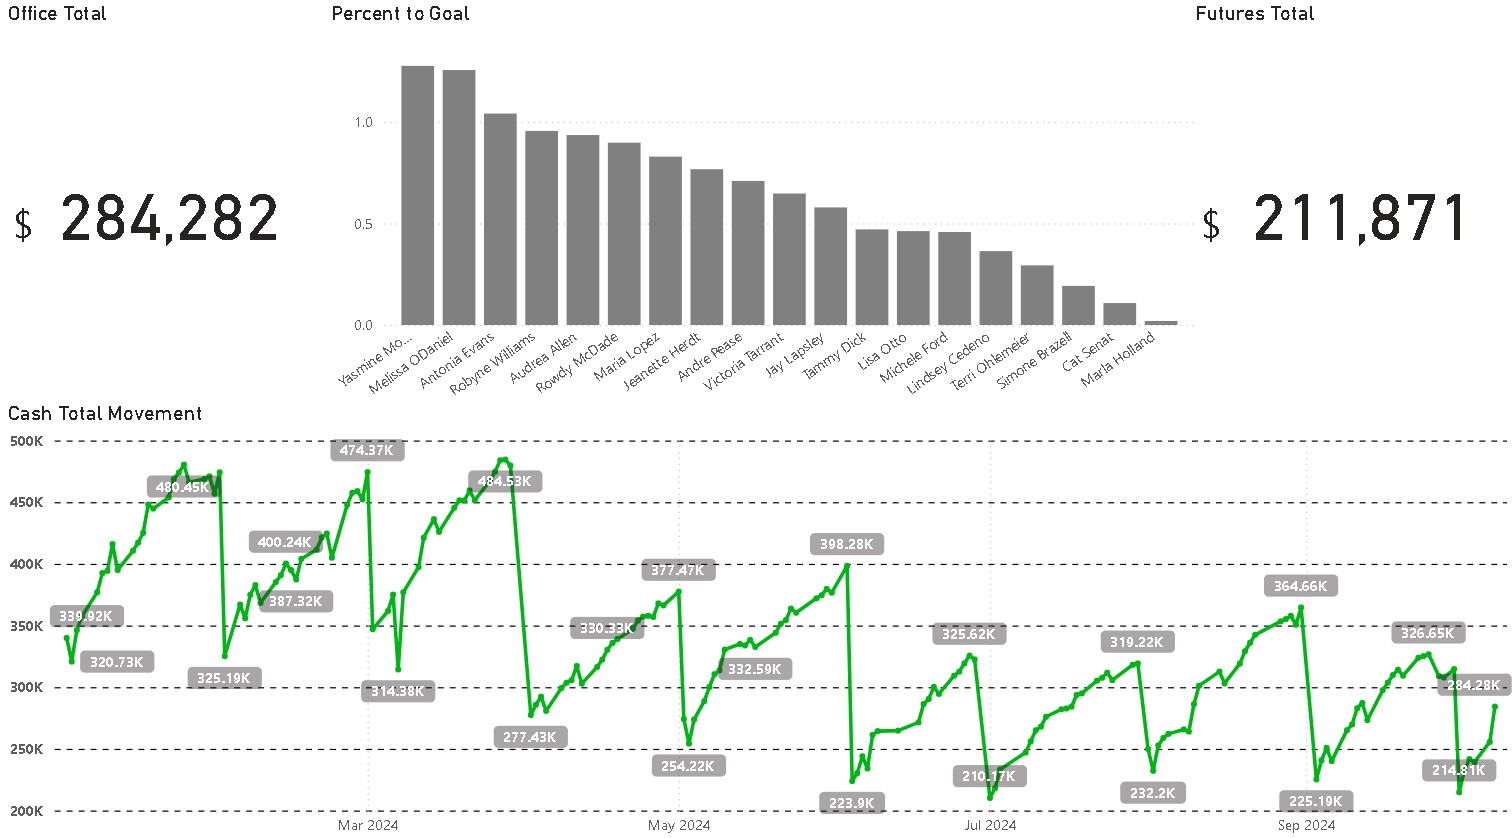 Office Total
Percent to Goal
Futures Total
$ 284,282
$ 211,871
1.0
0.5
0.0
Yasmine Mo...
Melissa ODaniel
Antonia Evans
Robyne Williams
Audrea Allen
Rowdy McDade
Maria Lopez
Jeanette Herdt
Andre Pease
Victoria Tarrant
Jay Lapsley
Tammy Dick
Lisa Otto
Michele Ford
Lindsey Cedeno
Terri Ohlemeier
Simone Brazell
Cat Senat
Marla Holland
Cash Total Movement
500K
450K
400K
350K
300K
250K
200K
339.92K
320.73K
480.45K
325.19K
400.24K
387.32K
474.37K
314.38K
484.53K
277.43K
330.33K
377.47K
254.22K
332.59K
398.28K
223.9K
325.62K
210.17K
319.22K
232.2K
364.66K
225.19K
326.65K
284.28K
214.81K
Mar 2024
May 2024
Jul 2024
Sep 2024